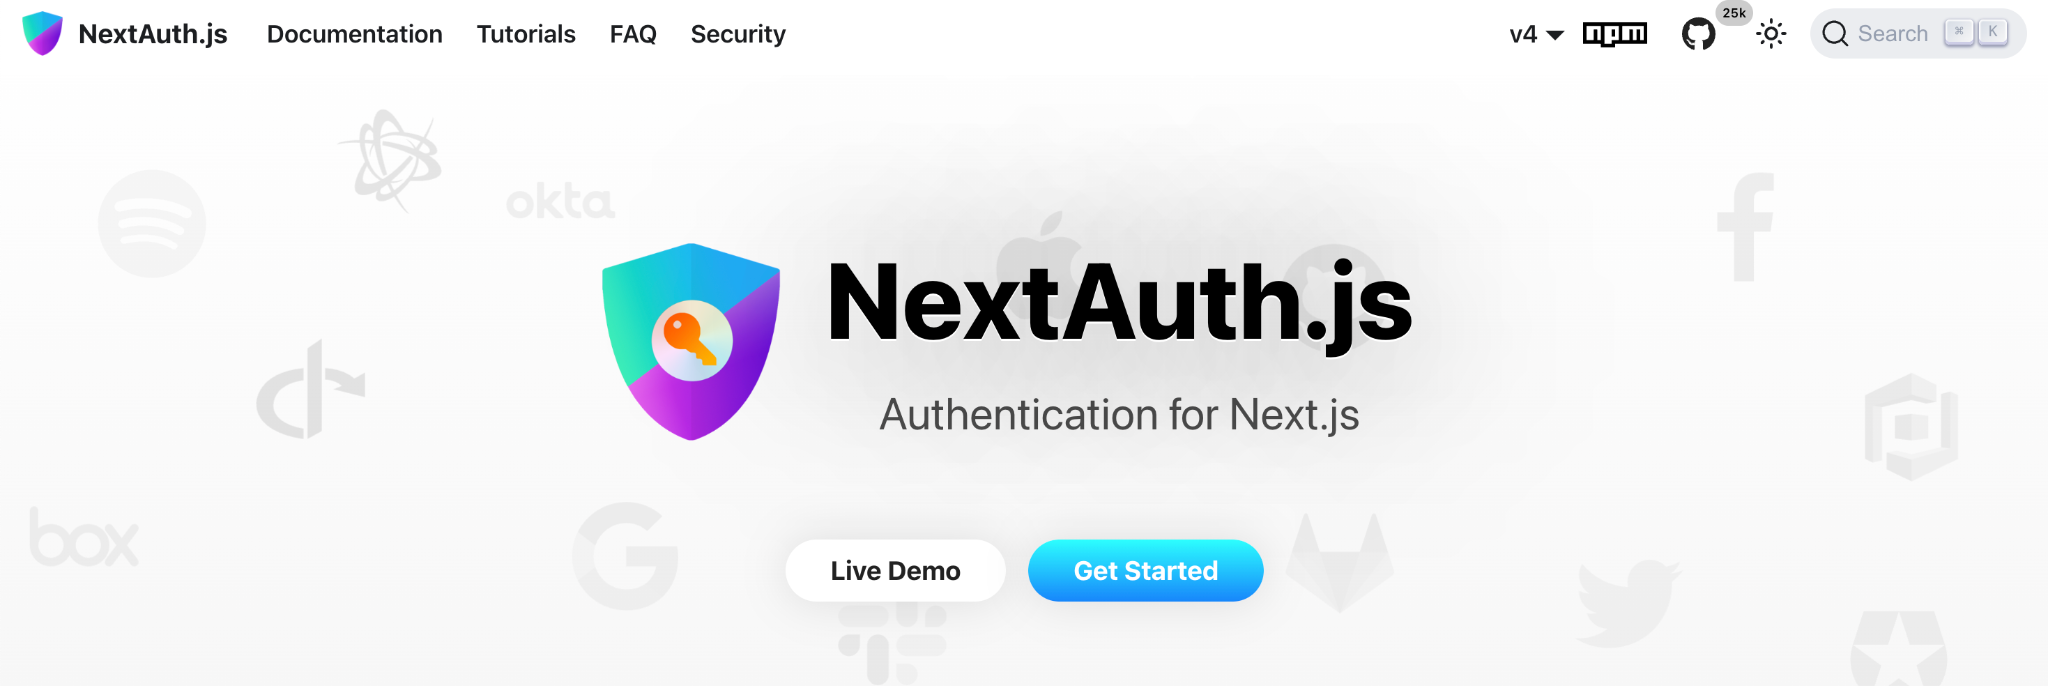 NextAuth.js Documentation Tutorials FAQ Security v4 npm 25k Search ⌘ K
okta
NextAuth.js
Authentication for Next.js
box
Live Demo Get Started